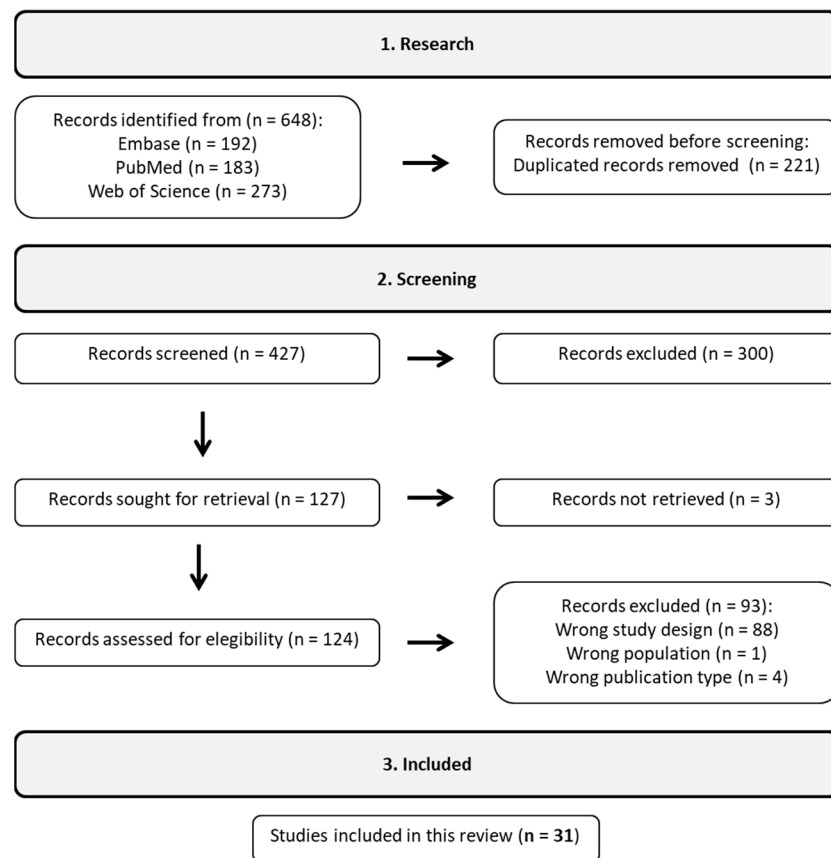 1. Research
Records identified from (n = 648):
Embase (n = 192)
PubMed (n = 183)
Web of Science (n = 273)
Records removed before screening:
Duplicated records removed (n = 221)
2. Screening
Records screened (n = 427)
Records excluded (n = 300)
Records sought for retrieval (n = 127)
Records not retrieved (n = 3)
Records assessed for elegibility (n = 124)
Records excluded (n = 93):
Wrong study design (n = 88)
Wrong population (n = 1)
Wrong publication type (n = 4)
3. Included
Studies included in this review (n = 31)